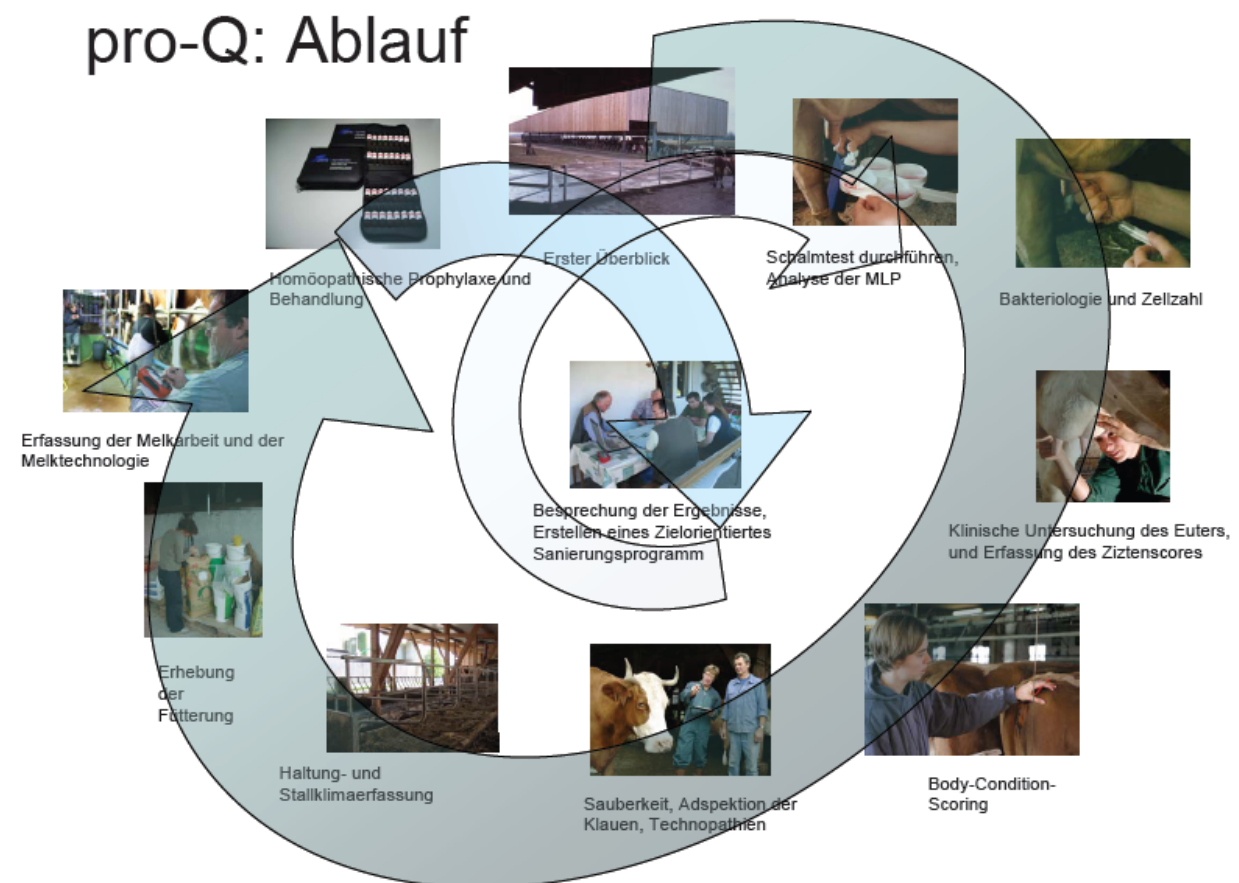 pro-Q: Ablauf
Erster Überblick
Schalmtest durchführen,
Analyse der MLP
Bakteriologie und Zellzahl
Klinische Untersuchung des Euters,
und Erfassung des Ziztenscores
Body-Condition-
Scoring
Sauberkeit, Adspektion der
Klauen, Technopathien
Haltung- und
Stallklimaerfassung
Erhebung
der
Fütterung
Erfassung der Melkarbeit und der
Melktechnologie
Homöopathische Prophylaxe und
Behandlung
Besprechung der Ergebnisse,
Erstellen eines Zielorientiertes
Sanierungsprogramm